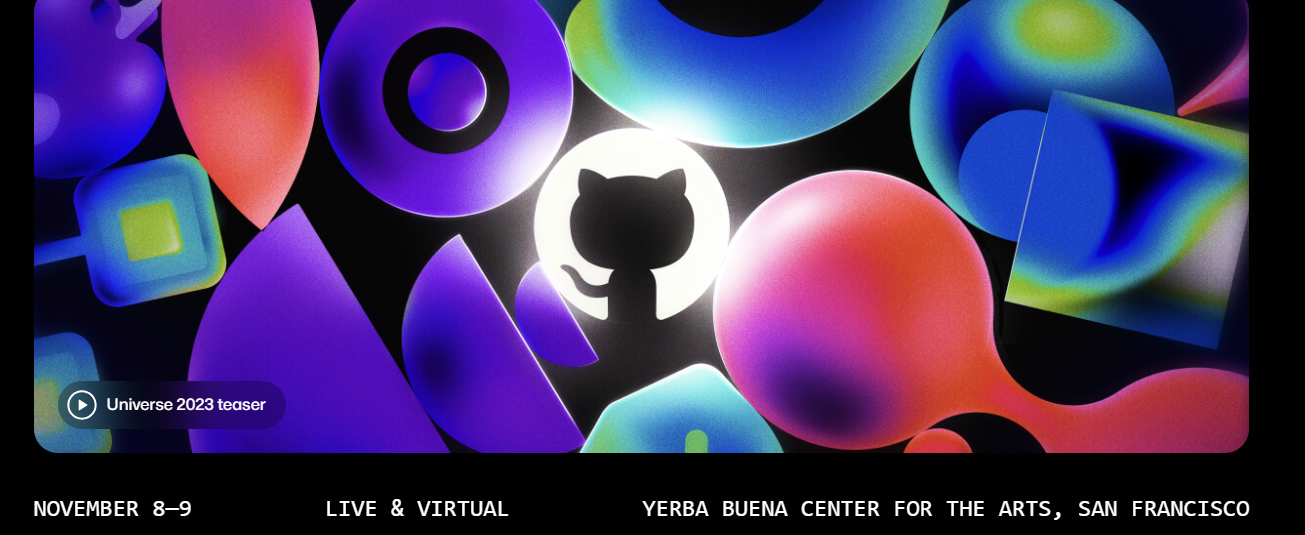 Universe 2023 teaser
NOVEMBER 8–9
LIVE & VIRTUAL
YERBA BUENA CENTER FOR THE ARTS, SAN FRANCISCO